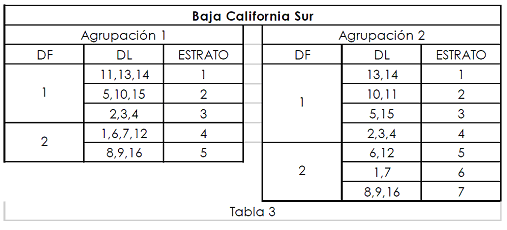 Baja California Sur
Agrupación 1 Agrupación 2
DF DL ESTRATO DF DL ESTRATO
1 11,13,14 1 1 13,14 1
5,10,15 2 10,11 2
2,3,4 3 5,15 3
2 1,6,7,12 4 2,3,4 4
8,9,16 5 2 6,12 5
1,7 6
8,9,16 7
Tabla 3